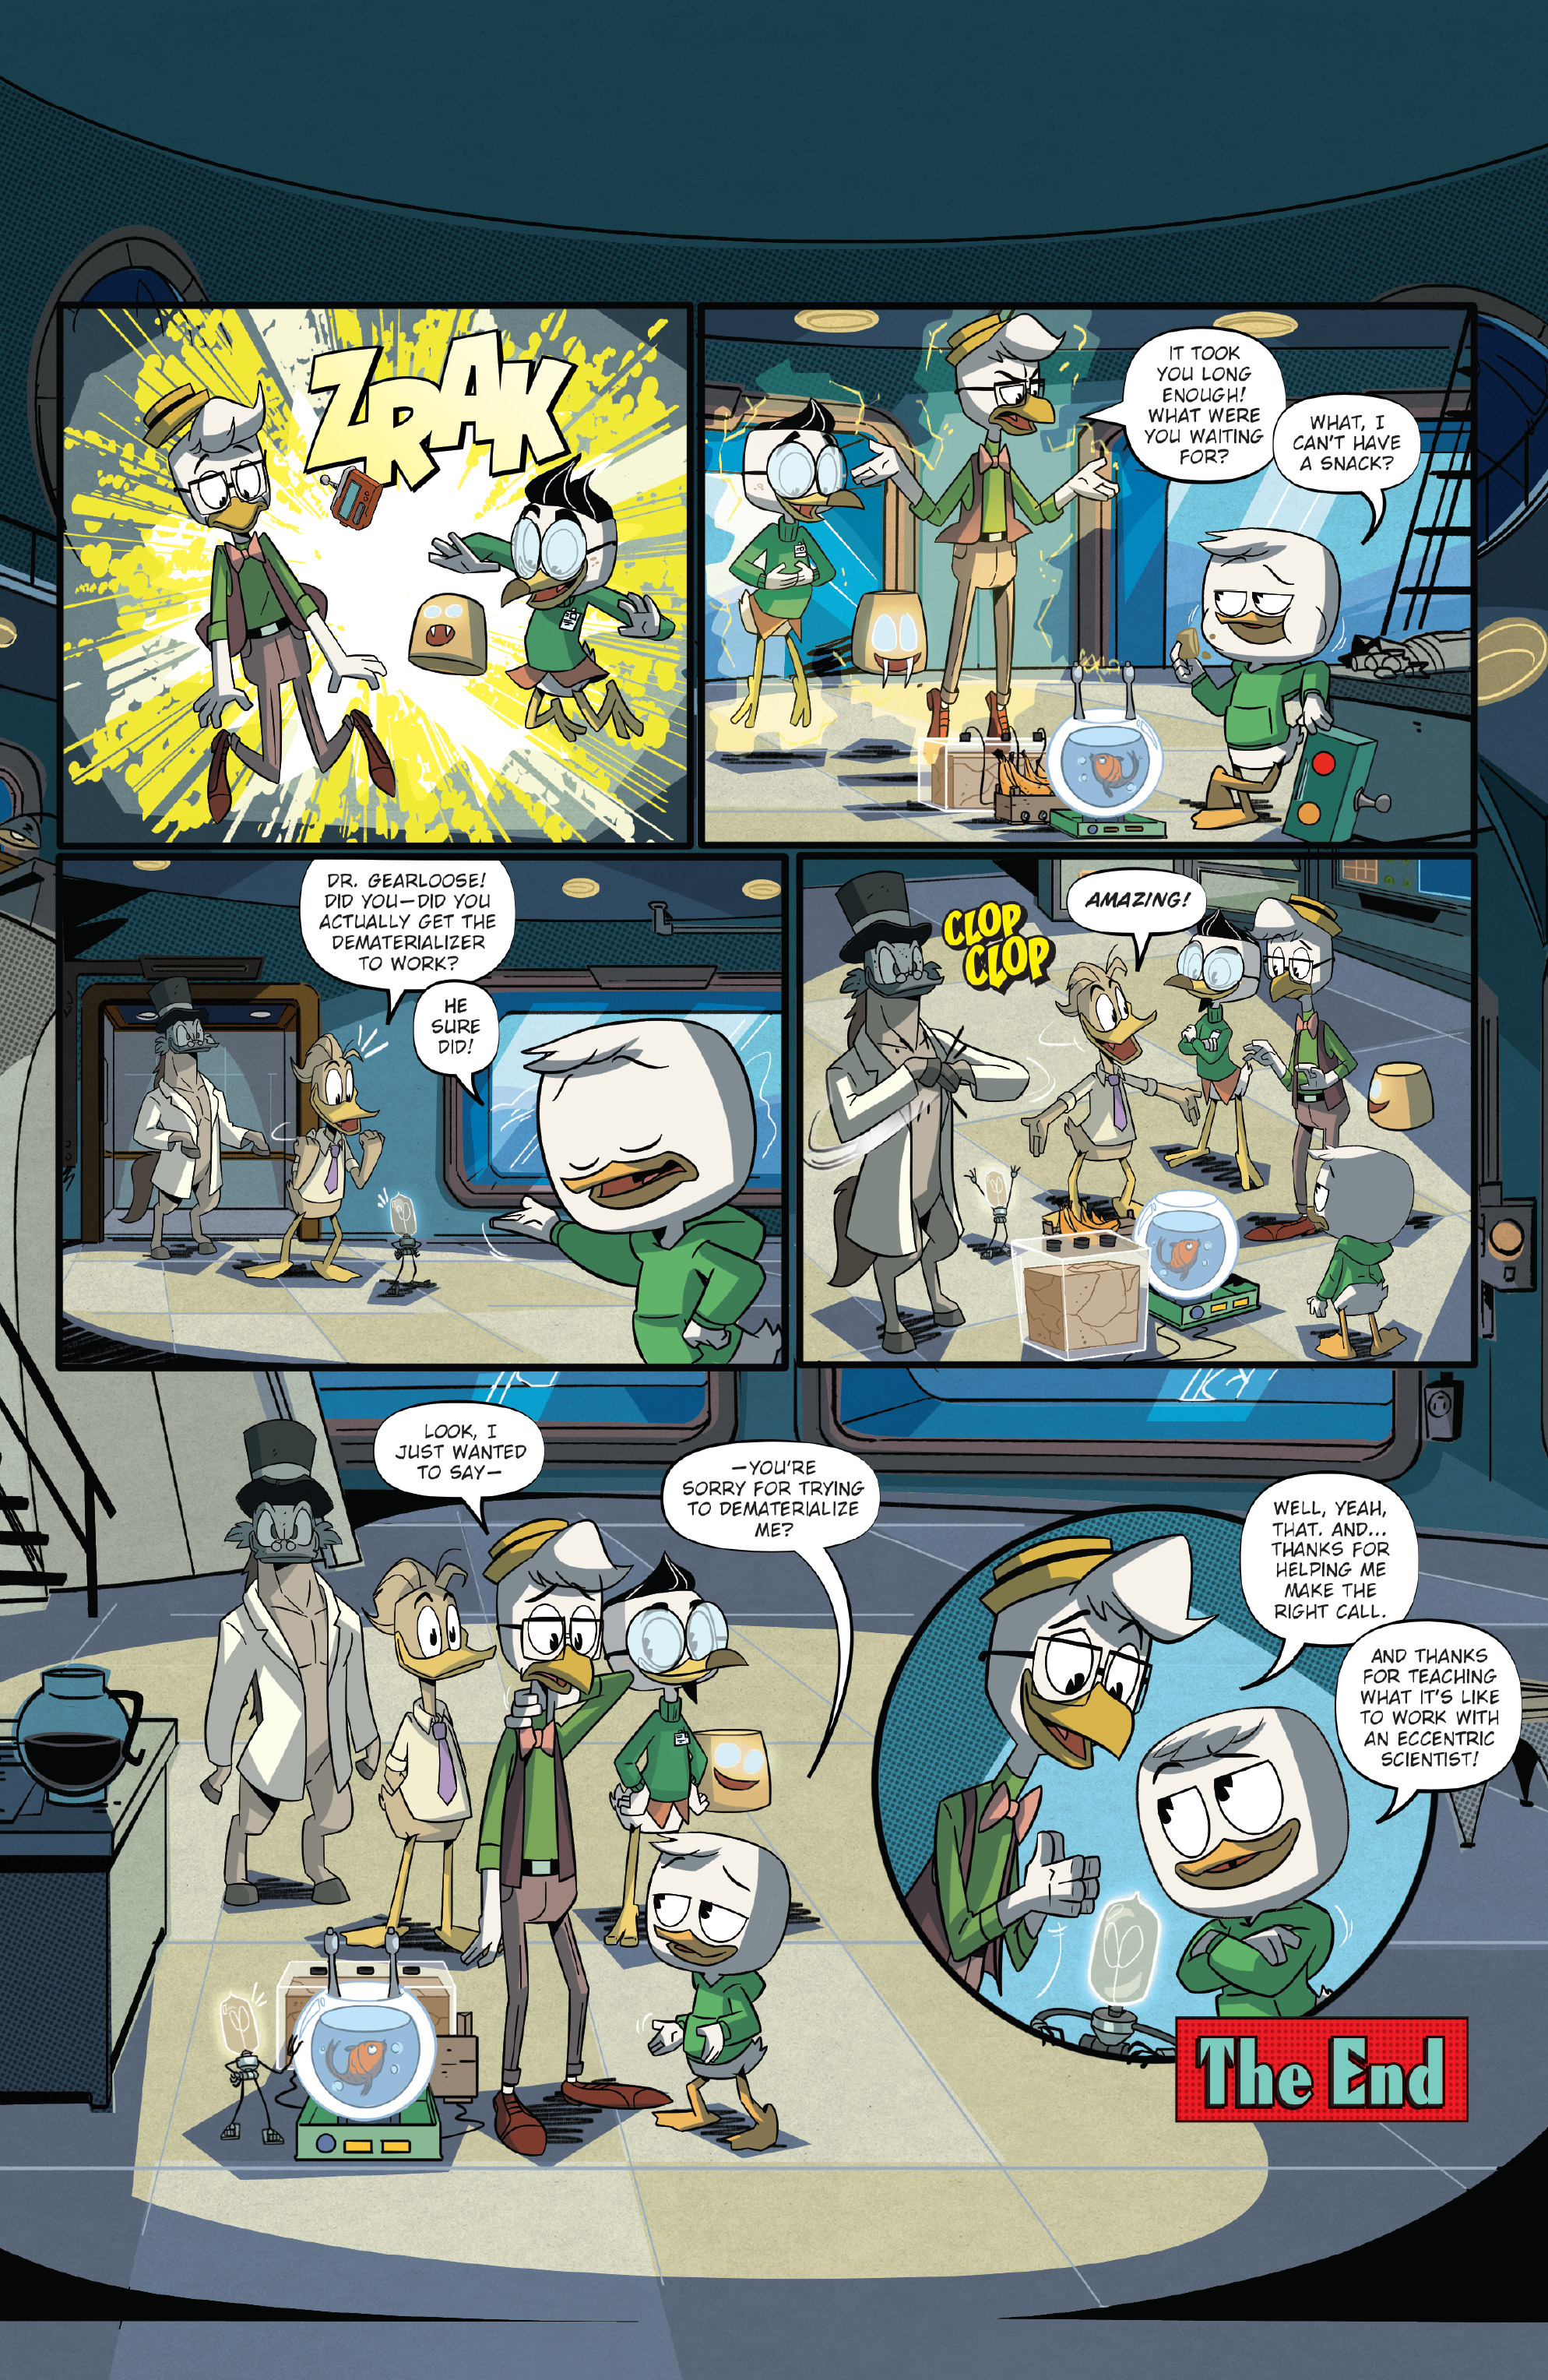 ZRAK
IT TOOK
YOU LONG
ENOUGH!
WHAT WERE
YOU WAITING
FOR?
WHAT, I
CAN'T HAVE
A SNACK?
DR. GEARLOOSE!
DID YOU—DID YOU
ACTUALLY GET THE
DEMATERIALIZER
TO WORK?
HE
SURE
DID!
CLOP
CLOP
AMAZING!
LOOK, I
JUST WANTED
TO SAY—
—YOU'RE
SORRY FOR TRYING
TO DEMATERIALIZE
ME?
WELL, YEAH,
THAT. AND...
THANKS FOR
HELPING ME
MAKE THE
RIGHT CALL.
AND THANKS
FOR TEACHING
WHAT IT'S LIKE
TO WORK WITH
AN ECCENTRIC
SCIENTIST!
The End